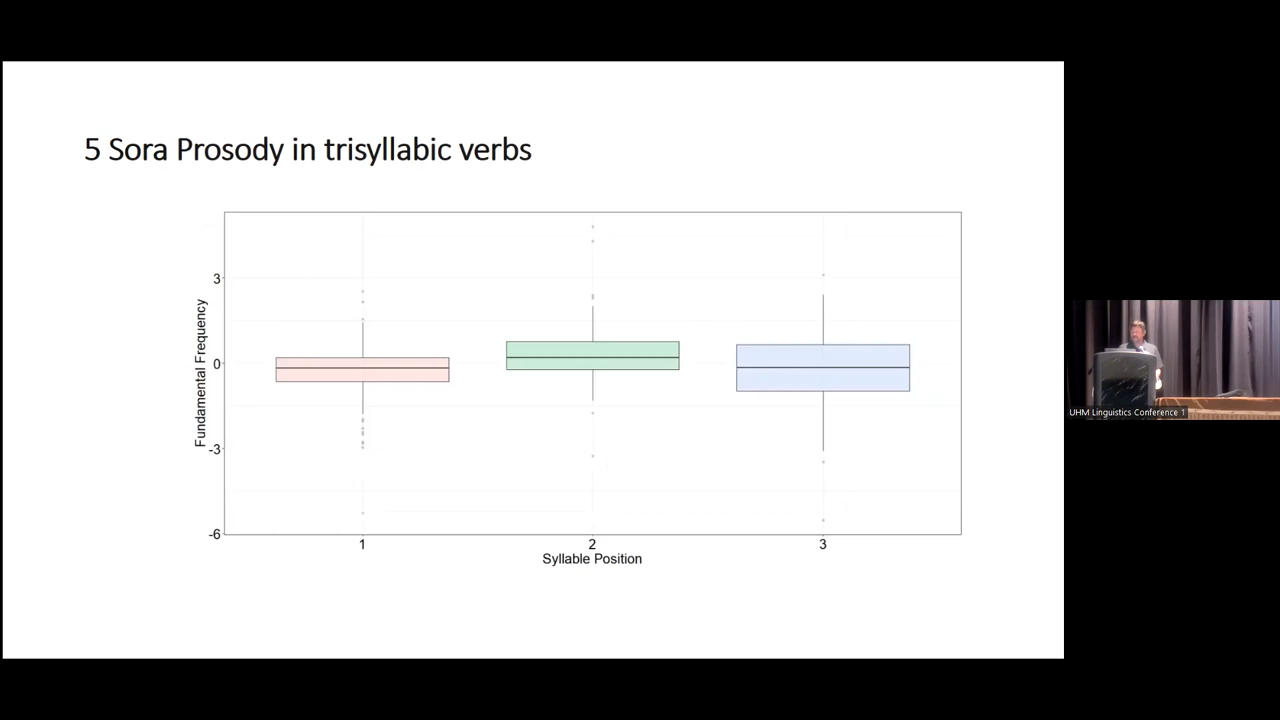 5 Sora Prosody in trisyllabic verbs
Fundamental Frequency
3
0
-3
-6
1
2
3
Syllable Position
UHM Linguistics Conference 1